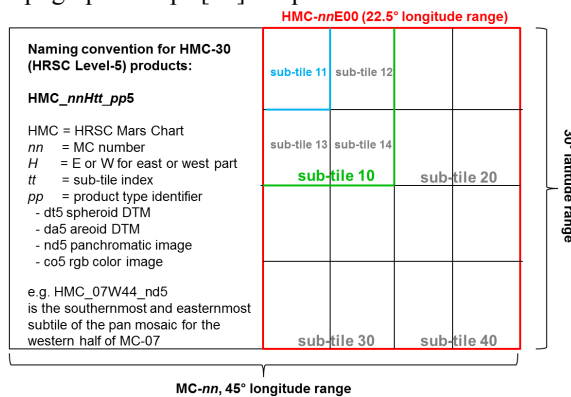 HMC-nnE00 (22.5° longitude range)
Naming convention for HMC-30
(HRSC Level-5) products:
HMC_nnHtt_pp5
HMC = HRSC Mars Chart
nn = MC number
H = E or W for east or west part
tt = sub-tile index
pp = product type identifier
- dt5 spheroid DTM
- da5 areoid DTM
- nd5 panchromatic image
- co5 rgb color image
e.g. HMC_07W44_nd5
is the southernmost and easternmost
subtile of the pan mosaic for the
western half of MC-07
sub-tile 11
sub-tile 12
sub-tile 13
sub-tile 14
sub-tile 10
sub-tile 20
sub-tile 30
sub-tile 40
30° latitude range
MC-nn, 45° longitude range